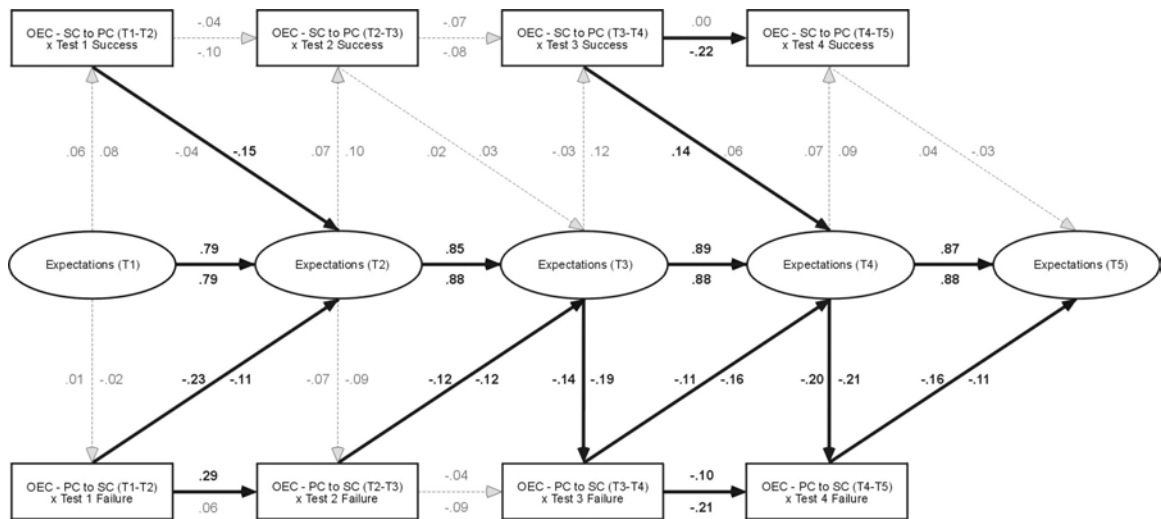 OEC - SC to PC (T1-T2)
x Test 1 Success
-.04
-.10
OEC - SC to PC (T2-T3)
x Test 2 Success
-.07
-.08
OEC - SC to PC (T3-T4)
x Test 3 Success
.00
-.22
OEC - SC to PC (T4-T5)
x Test 4 Success
.06 .08
-.04 -.15
.07 .10
.02 .03
-.03 .12
.14 .06
.07 .09
.04 -.03
Expectations (T1)
.79
.79
Expectations (T2)
.85
.88
Expectations (T3)
.89
.88
Expectations (T4)
.87
.88
Expectations (T5)
.01 -.02
-.23 -.11
-.07 -.09
-.12 -.12
-.14 -.19
-.11 -.16
-.20 -.21
-.16 -.11
OEC - PC to SC (T1-T2)
x Test 1 Failure
.29
.06
OEC - PC to SC (T2-T3)
x Test 2 Failure
-.04
-.09
OEC - PC to SC (T3-T4)
x Test 3 Failure
-.10
-.21
OEC - PC to SC (T4-T5)
x Test 4 Failure